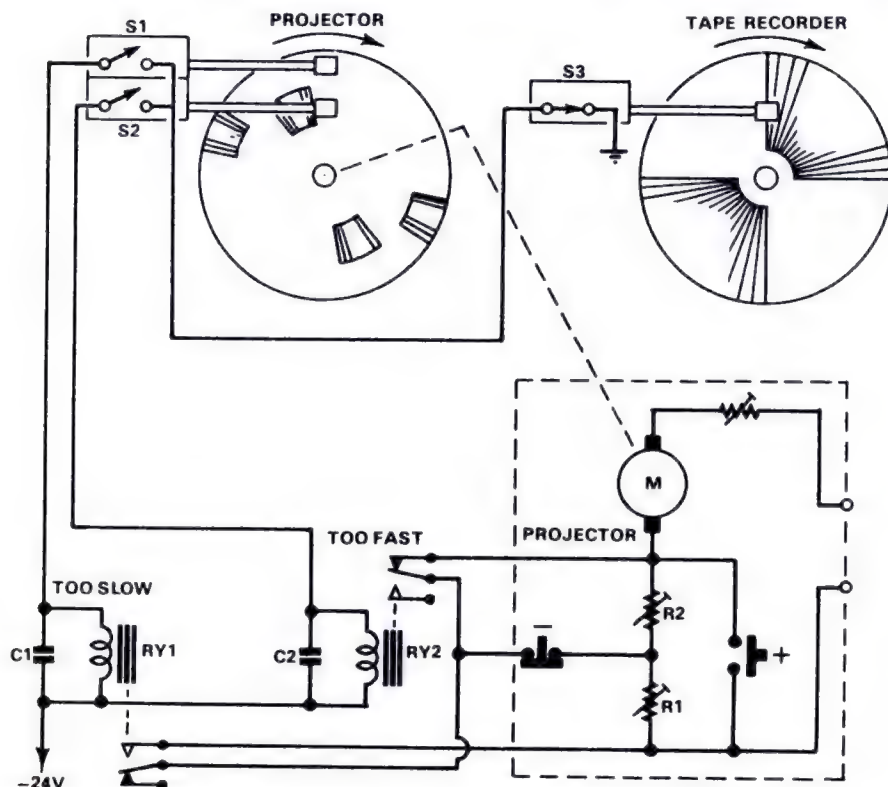 PROJECTOR
TAPE RECORDER
S1
S2
S3
M
TOO FAST
PROJECTOR
TOO SLOW
R2
C1
RY1
C2
RY2
–
+
R1
–24V